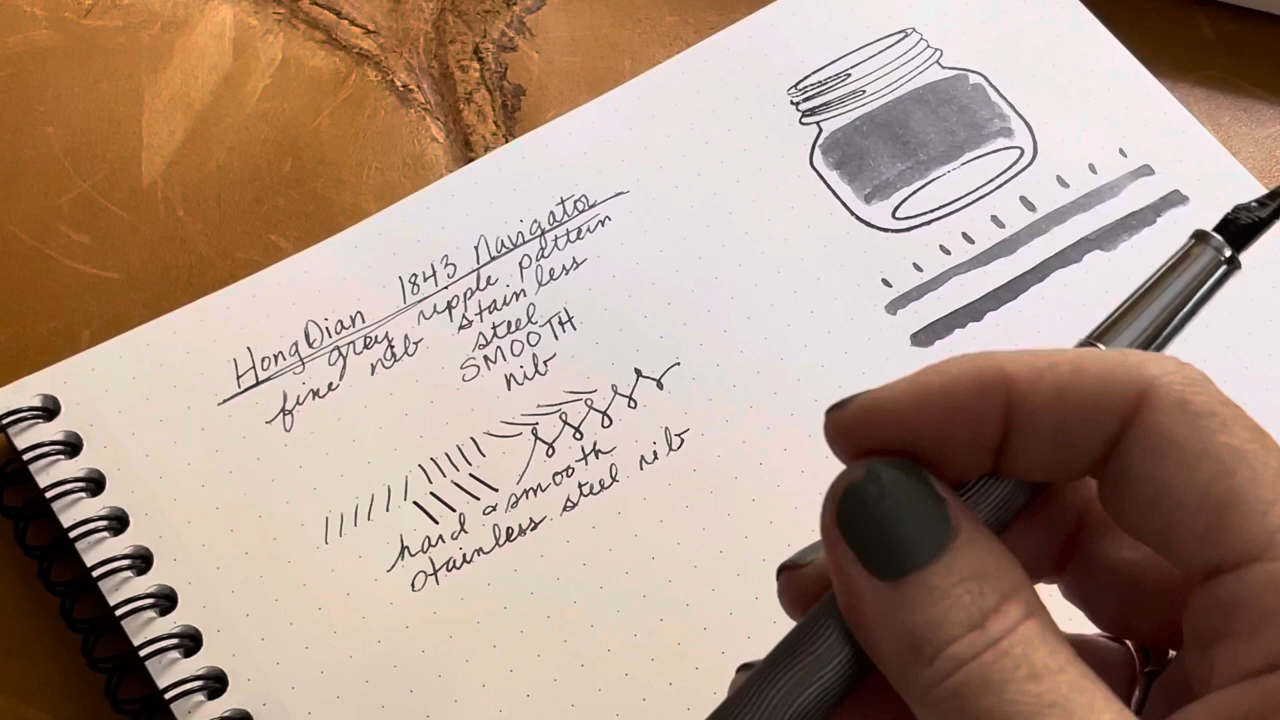 HongDian 1843 Navigator
grey ripple pattern
fine nib stainless
steel
SMOOTH
nib
hard & smooth
stainless steel nib